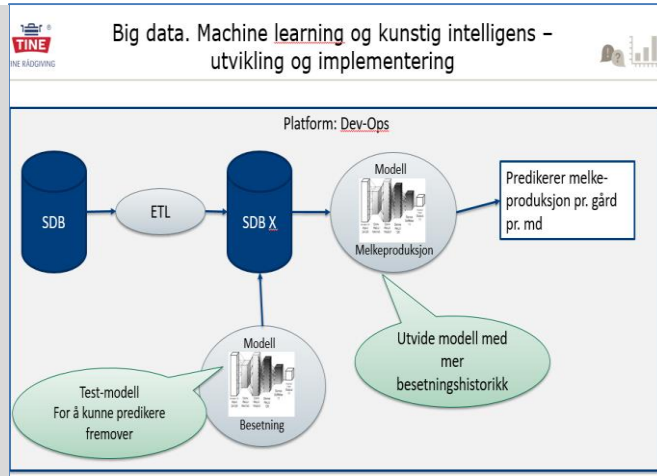 TINE
INE RÅDGIVING
Big data. Machine learning og kunstig intelligens –
utvikling og implementering
Platform: Dev-Ops
SDB
ETL
SDB X
Modell
Melkeproduksjon
Predikerer melke-
produksjon pr. gård
pr. md
Modell
Besetning
Test-modell
For å kunne predikere
fremover
Utvide modell med
mer
besetningshistorikk